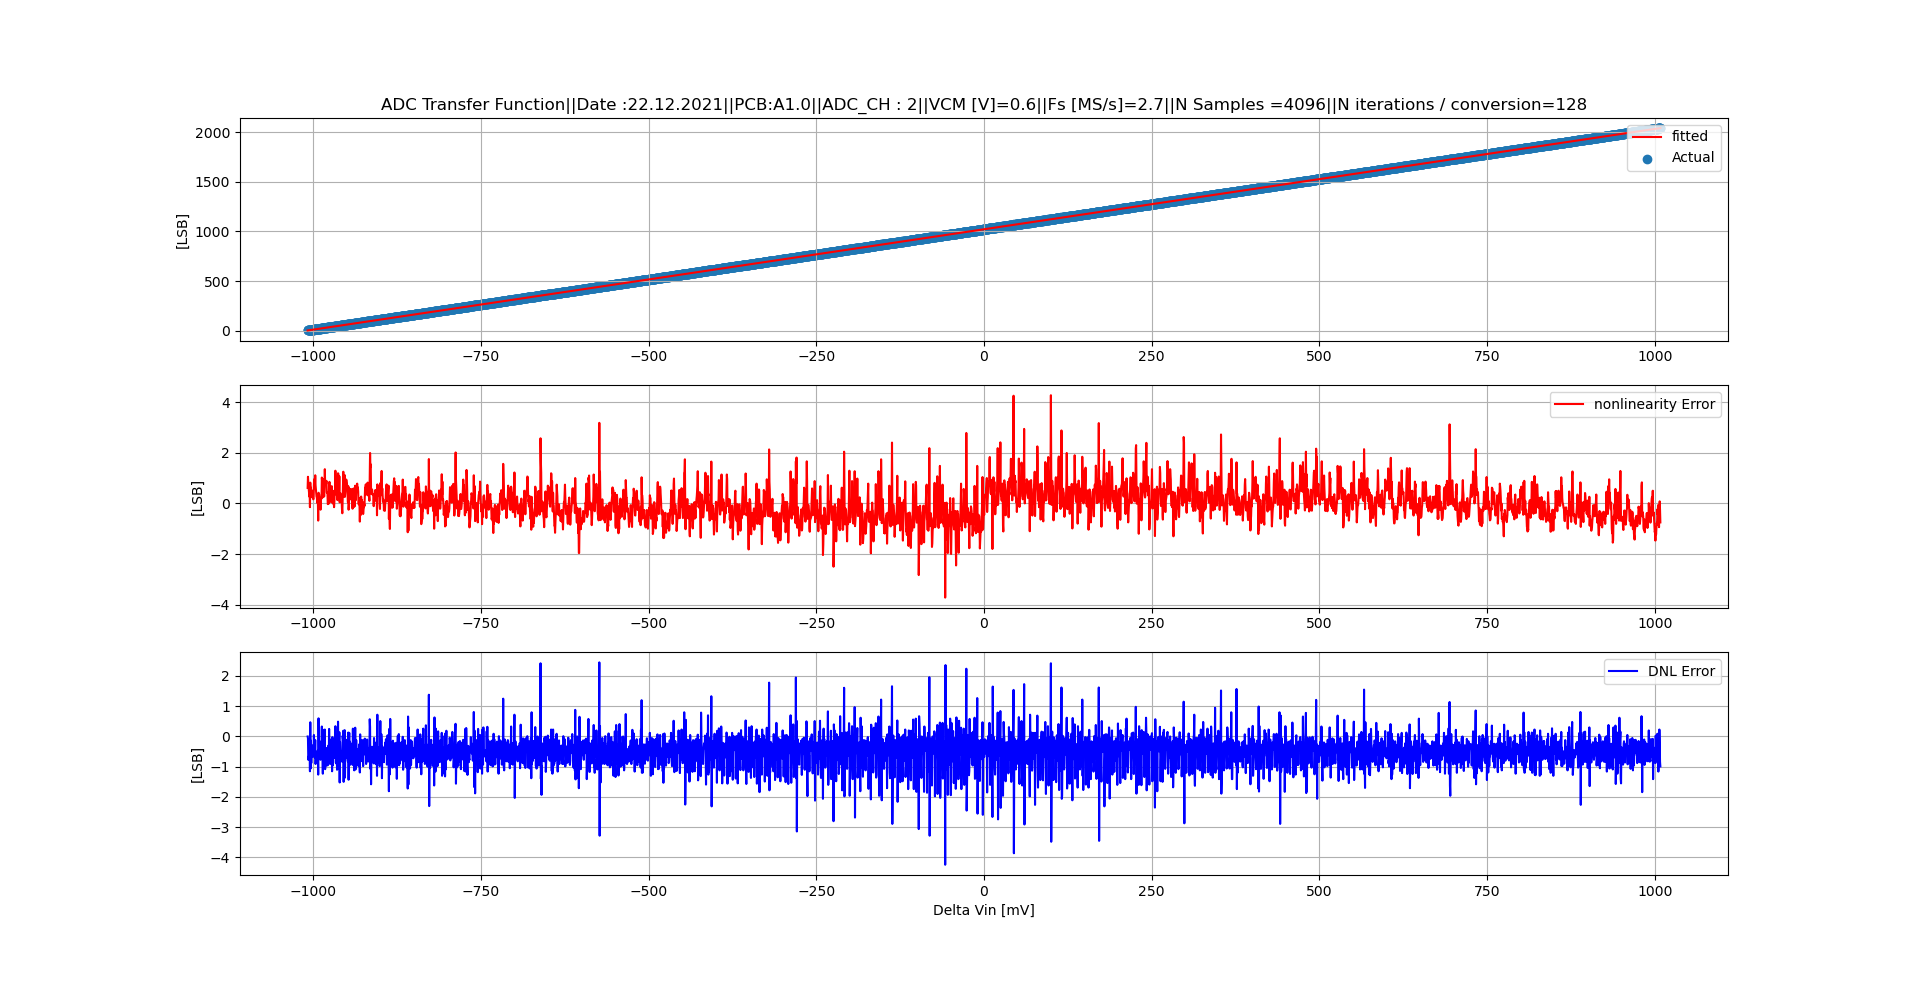 ADC Transfer Function||Date :22.12.2021||PCB:A1.0||ADC_CH : 2||VCM [V]=0.6||Fs [MS/s]=2.7||N Samples =4096||N iterations / conversion=128
2000
1500
1000
500
0
[LSB]
fitted
Actual
−1000 −750 −500 −250 0 250 500 750 1000
4
2
0
−2
−4
[LSB]
nonlinearity Error
−1000 −750 −500 −250 0 250 500 750 1000
2
1
0
−1
−2
−3
−4
[LSB]
DNL Error
−1000 −750 −500 −250 0 250 500 750 1000
Delta Vin [mV]